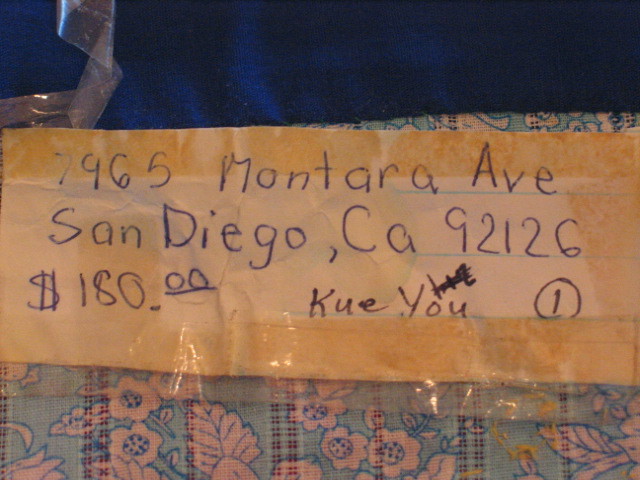 7965 Montara Ave
San Diego, Ca 92126
$180.00 Kue You 1